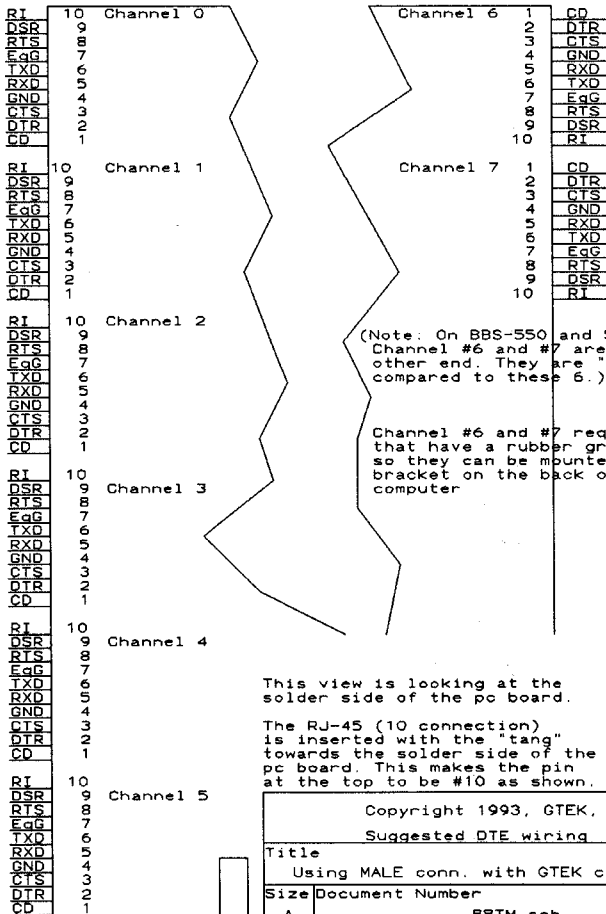 RI 10 Channel 0
DSR 9
RTS 8
EqG 7
TXD 6
RXD 5
GND 4
CTS 3
DTR 2
CD 1
RI 10 Channel 1
DSR 9
RTS 8
EqG 7
TXD 6
RXD 5
GND 4
CTS 3
DTR 2
CD 1
RI 10 Channel 2
DSR 9
RTS 8
EqG 7
TXD 6
RXD 5
GND 4
CTS 3
DTR 2
CD 1
RI 10
DSR 9 Channel 3
RTS 8
EqG 7
TXD 6
RXD 5
GND 4
CTS 3
DTR 2
CD 1
RI 10
DSR 9 Channel 4
RTS 8
EqG 7
TXD 6
RXD 5
GND 4
CTS 3
DTR 2
CD 1
RI 10
DSR 9 Channel 5
RTS 8
EqG 7
TXD 6
RXD 5
GND 4
CTS 3
DTR 2
CD 1
Channel 6 1 CD
2 DTR
3 CTS
4 GND
5 RXD
6 TXD
7 EqG
8 RTS
9 DSR
10 RI
Channel 7 1 CD
2 DTR
3 CTS
4 GND
5 RXD
6 TXD
7 EqG
8 RTS
9 DSR
10 RI
(Note: On BBS-550 and
Channel #6 and #7 are
other end. They are "
compared to these 6.)
Channel #6 and #7 req
that have a rubber gr
so they can be mounte
bracket on the back o
computer
This view is looking at the
solder side of the pc board.
The RJ-45 (10 connection)
is inserted with the "tang"
towards the solder side of the
pc board. This makes the pin
at the top to be #10 as shown.
Copyright 1993, GTEK,
Suggested DTE wiring
Title
Using MALE conn. with GTEK c
Size Document Number
A